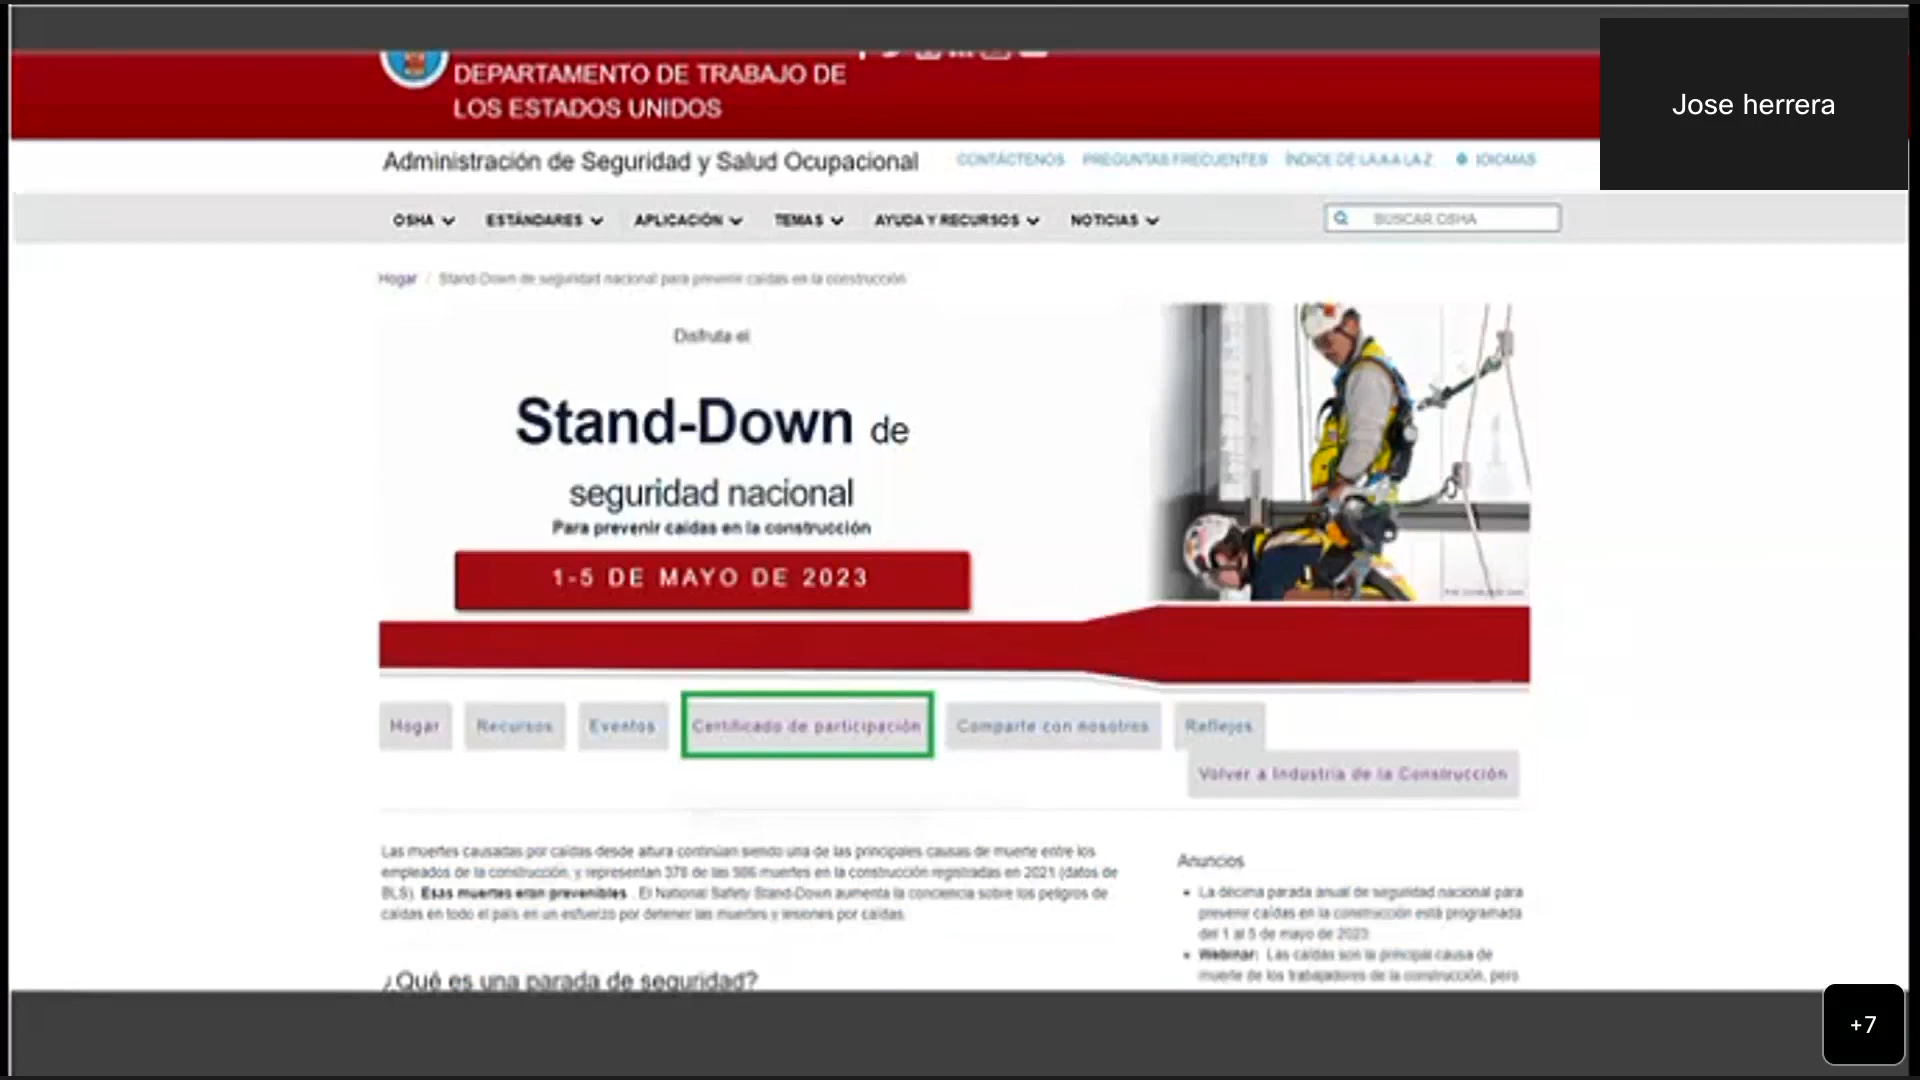 DEPARTAMENTO DE TRABAJO DE
LOS ESTADOS UNIDOS
Jose herrera
Administración de Seguridad y Salud Ocupacional
CONTÁCTENOS PREGUNTAS FRECUENTES ÍNDICE DE LA A A LA Z IDIOMAS
OSHA ESTÁNDARES APLICACIÓN TEMAS AYUDA Y RECURSOS NOTICIAS
BUSCAR OSHA
Hogar / Stand-Down de seguridad nacional para prevenir caídas en la construcción
Disfruta el
Stand-Down de
seguridad nacional
Para prevenir caídas en la construcción
1-5 DE MAYO DE 2023
Hogar Recursos Eventos Certificado de participación Comparte con nosotros Reflejos
Volver a Industria de la Construcción
Las muertes causadas por caídas desde altura continúan siendo una de las principales causas de muerte entre los
empleados de la construcción, y representan 378 de las 986 muertes en la construcción registradas en 2021 (datos de
BLS). Esas muertes eran prevenibles . El National Safety Stand-Down aumenta la conciencia sobre los peligros de
caídas en todo el país en un esfuerzo por detener las muertes y lesiones por caídas.
¿Qué es una parada de seguridad?
Anuncios
La décima parada anual de seguridad nacional para
prevenir caídas en la construcción está programada
del 1 al 5 de mayo de 2023
Webinar: Las caídas son la principal causa de
muerte de los trabajadores de la construcción, pero
+7